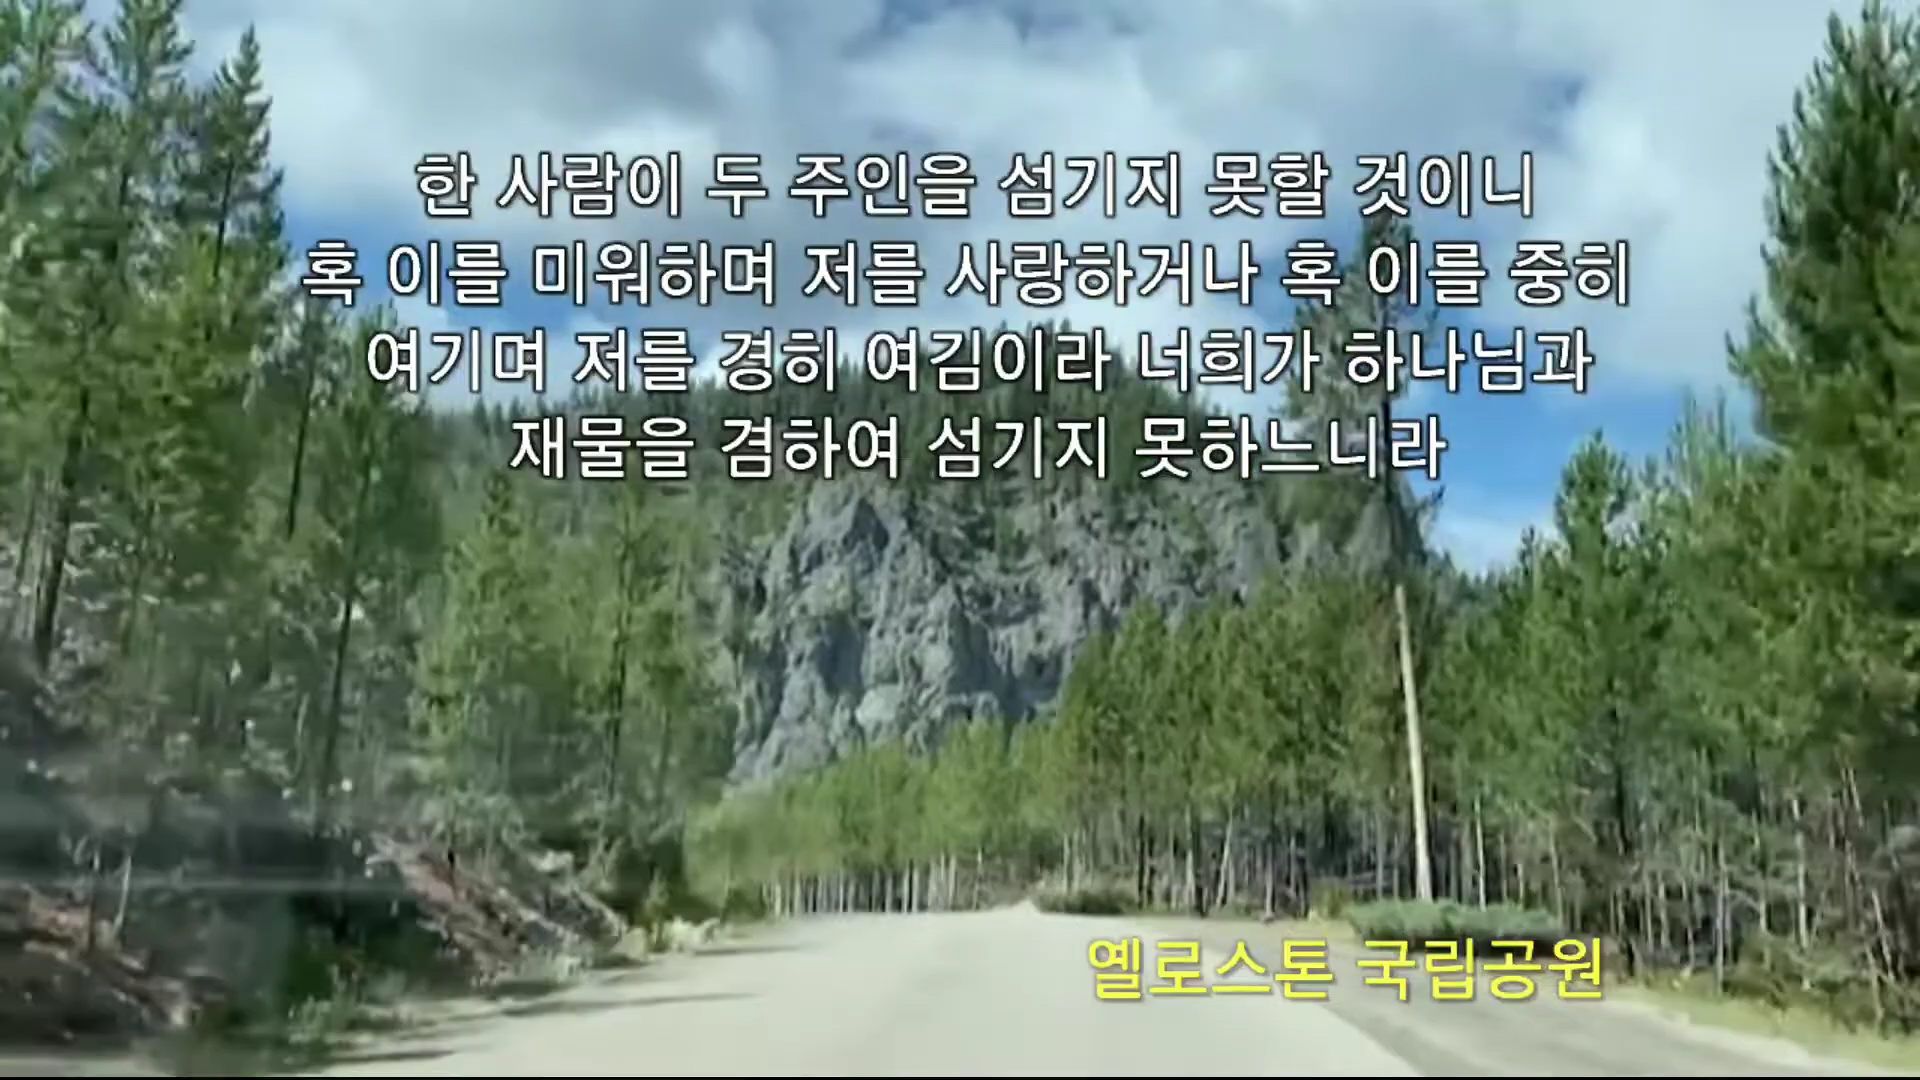 한 사람이 두 주인을 섬기지 못할 것이니
혹 이를 미워하며 저를 사랑하거나 혹 이를 중히
여기며 저를 경히 여김이라 너희가 하나님과
재물을 겸하여 섬기지 못하느니라
옐로스톤 국립공원